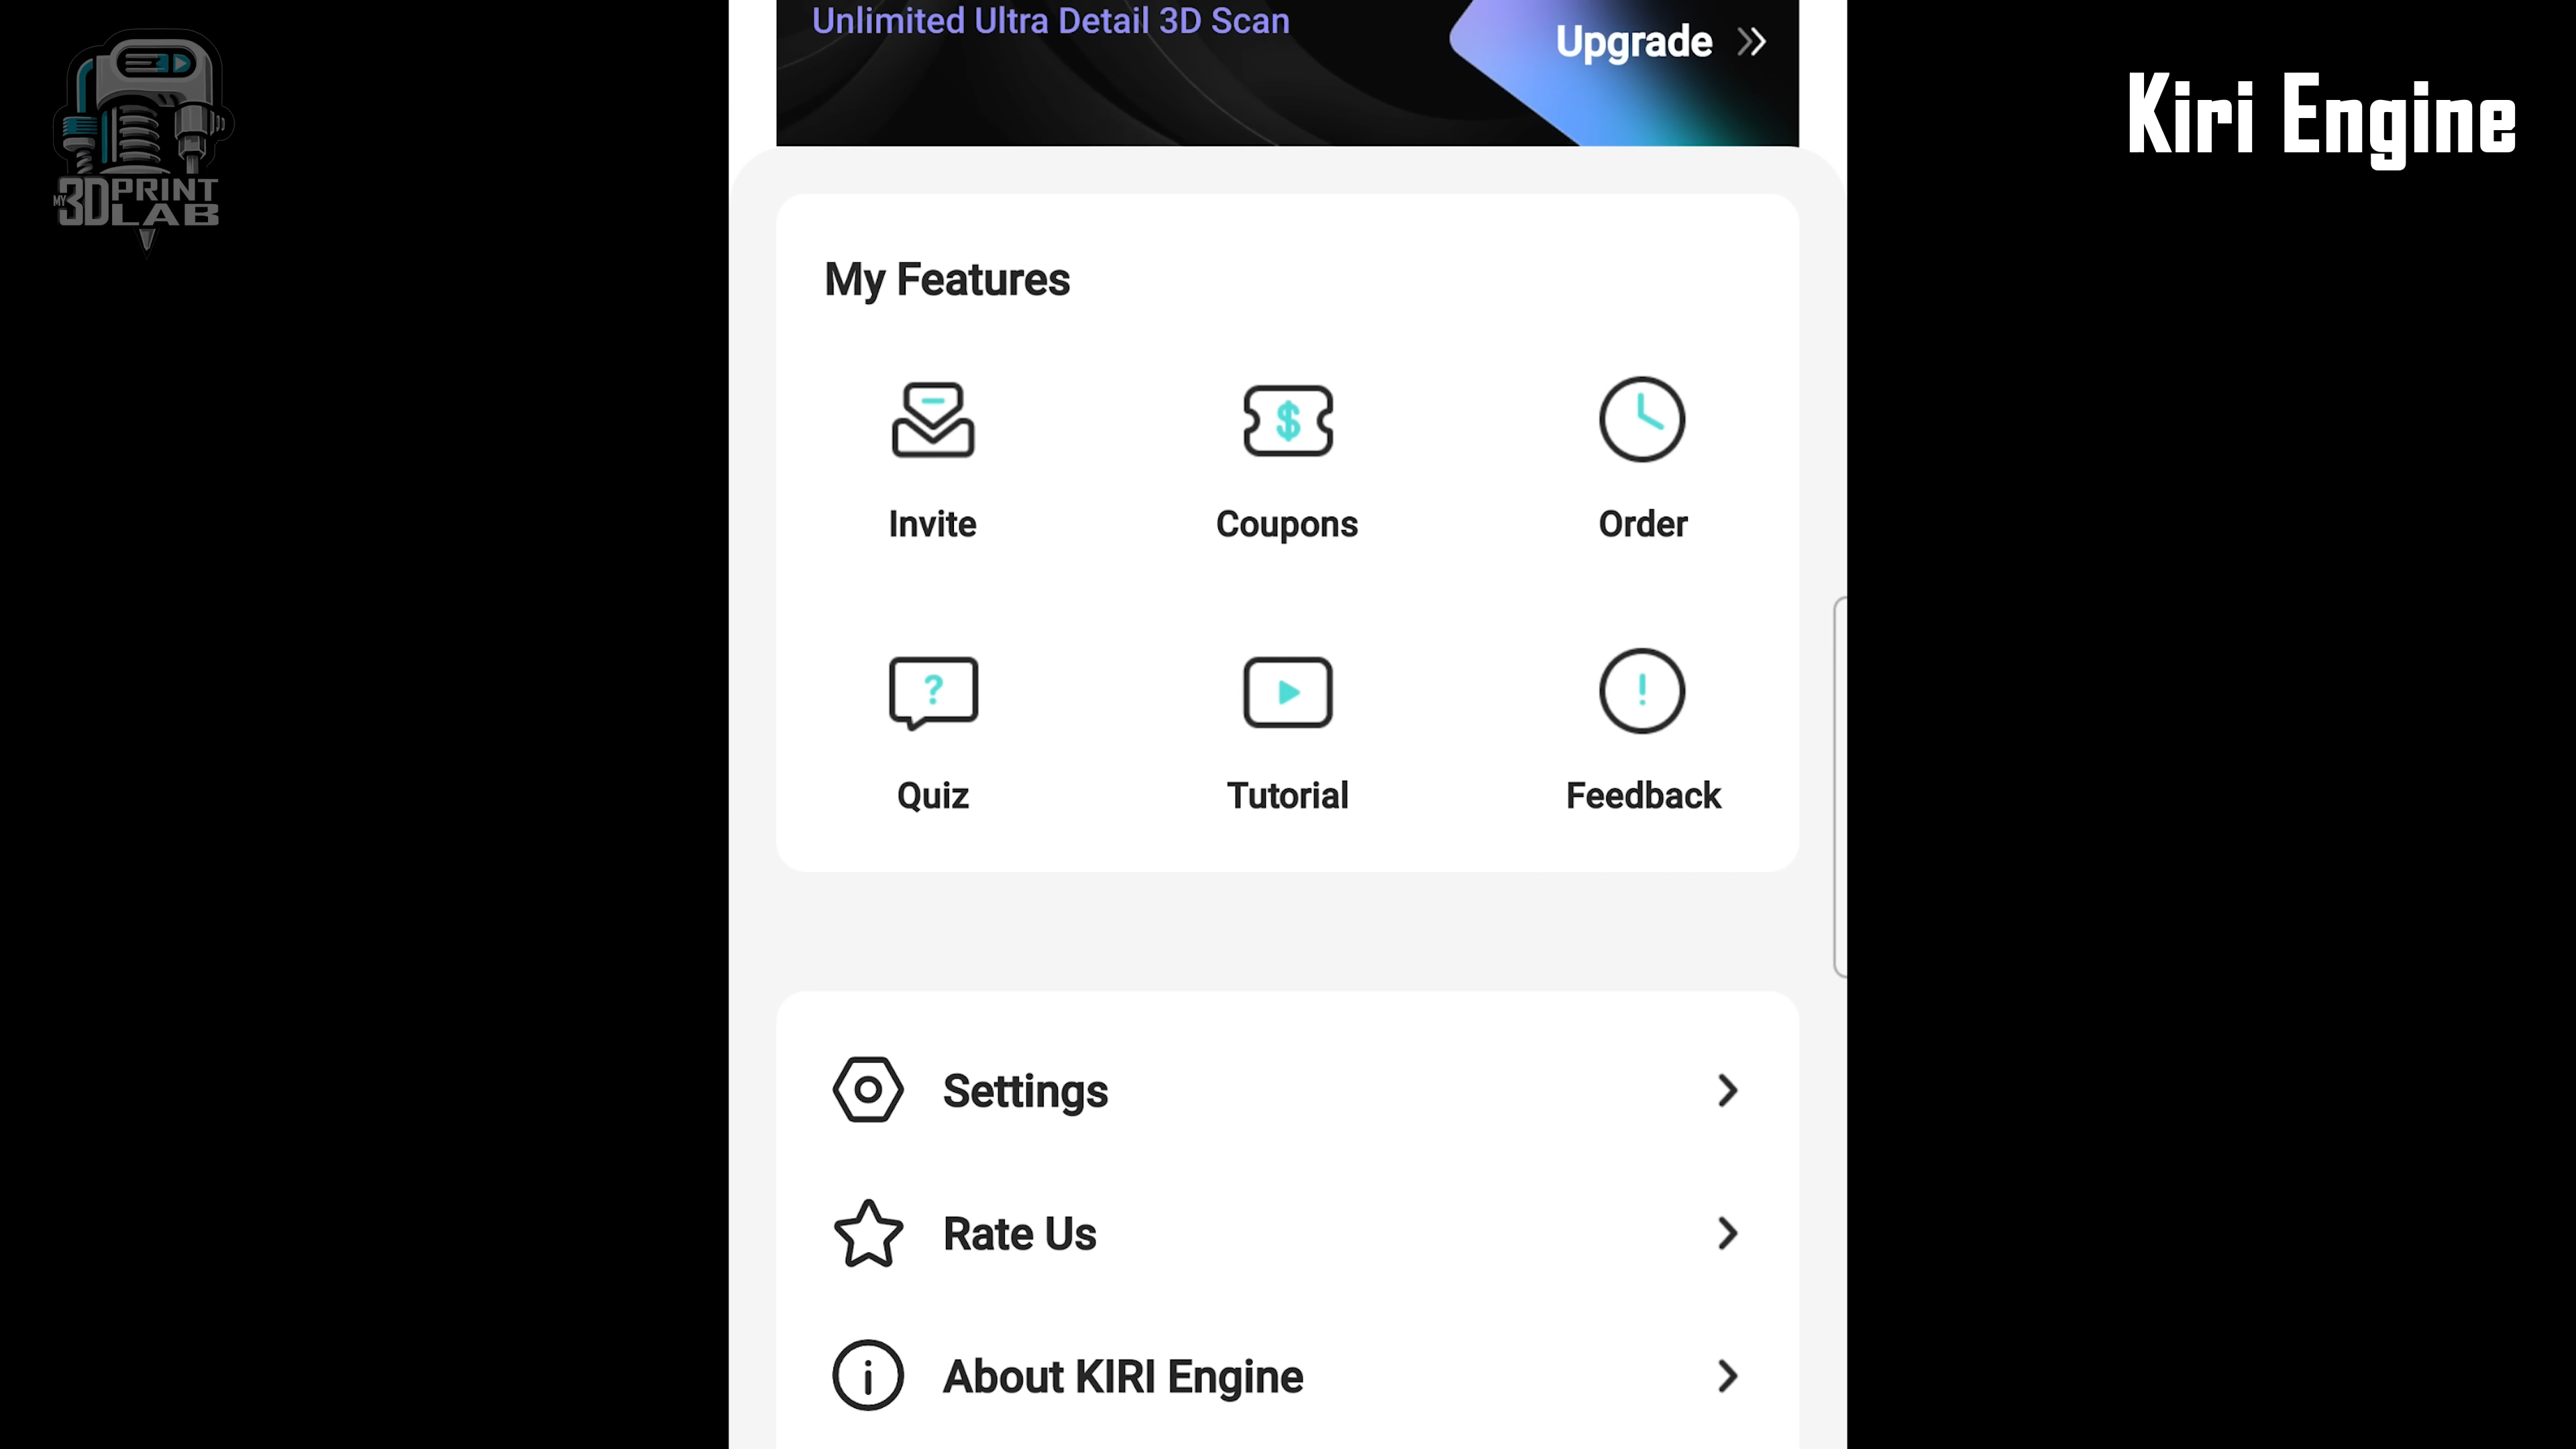 Unlimited Ultra Detail 3D Scan
Upgrade
Kiri Engine
MY 3D PRINT LAB
My Features
Invite
Coupons
Order
Quiz
Tutorial
Feedback
Settings
Rate Us
About KIRI Engine